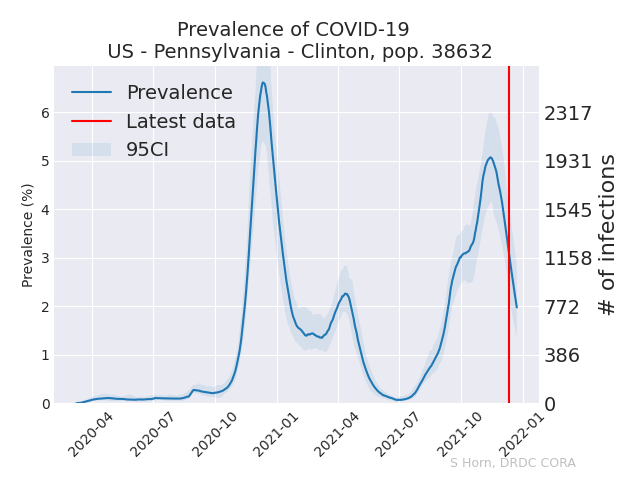 Prevalence of COVID-19
US - Pennsylvania - Clinton, pop. 38632
Prevalence
Latest data
95CI
Prevalence (%)
6
5
4
3
2
1
0
2317
1931
1545
1158
772
386
0
# of infections
2020-04
2020-07
2020-10
2021-01
2021-04
2021-07
2021-10
2022-01
S Horn, DRDC CORA